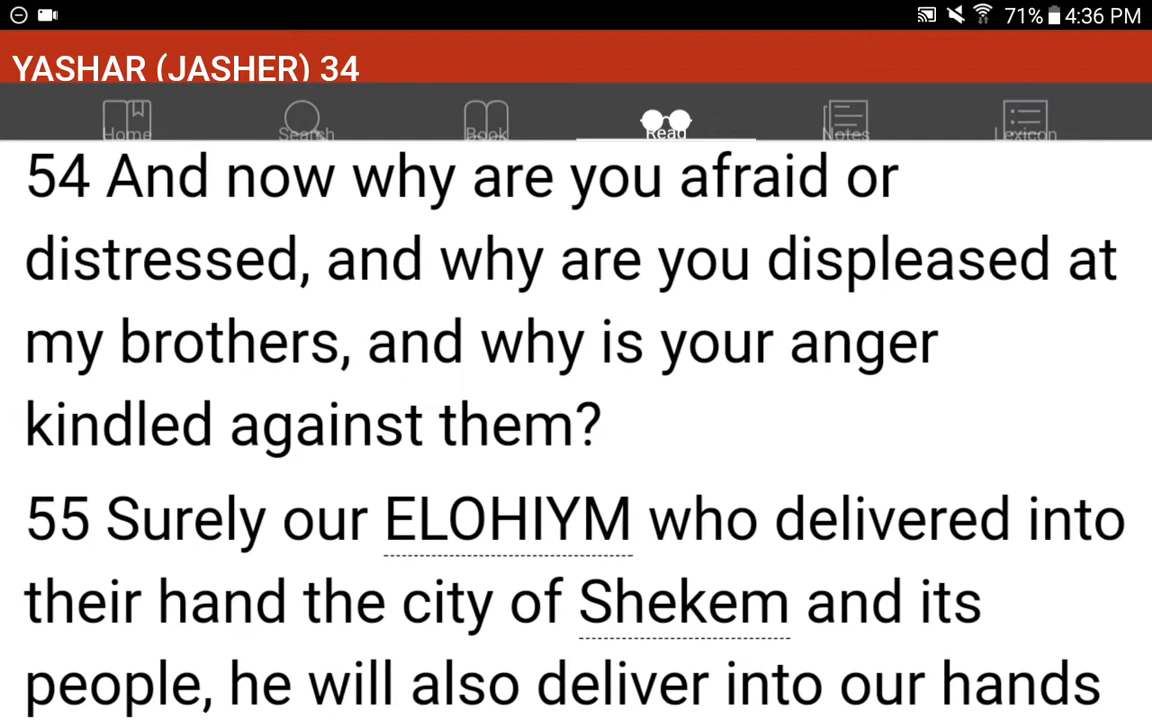 71% 4:36 PM
YASHAR (JASHER) 34
Home Search Book Read Notes Lexicon
54 And now why are you afraid or
distressed, and why are you displeased at
my brothers, and why is your anger
kindled against them?
55 Surely our ELOHIYM who delivered into
their hand the city of Shekem and its
people, he will also deliver into our hands